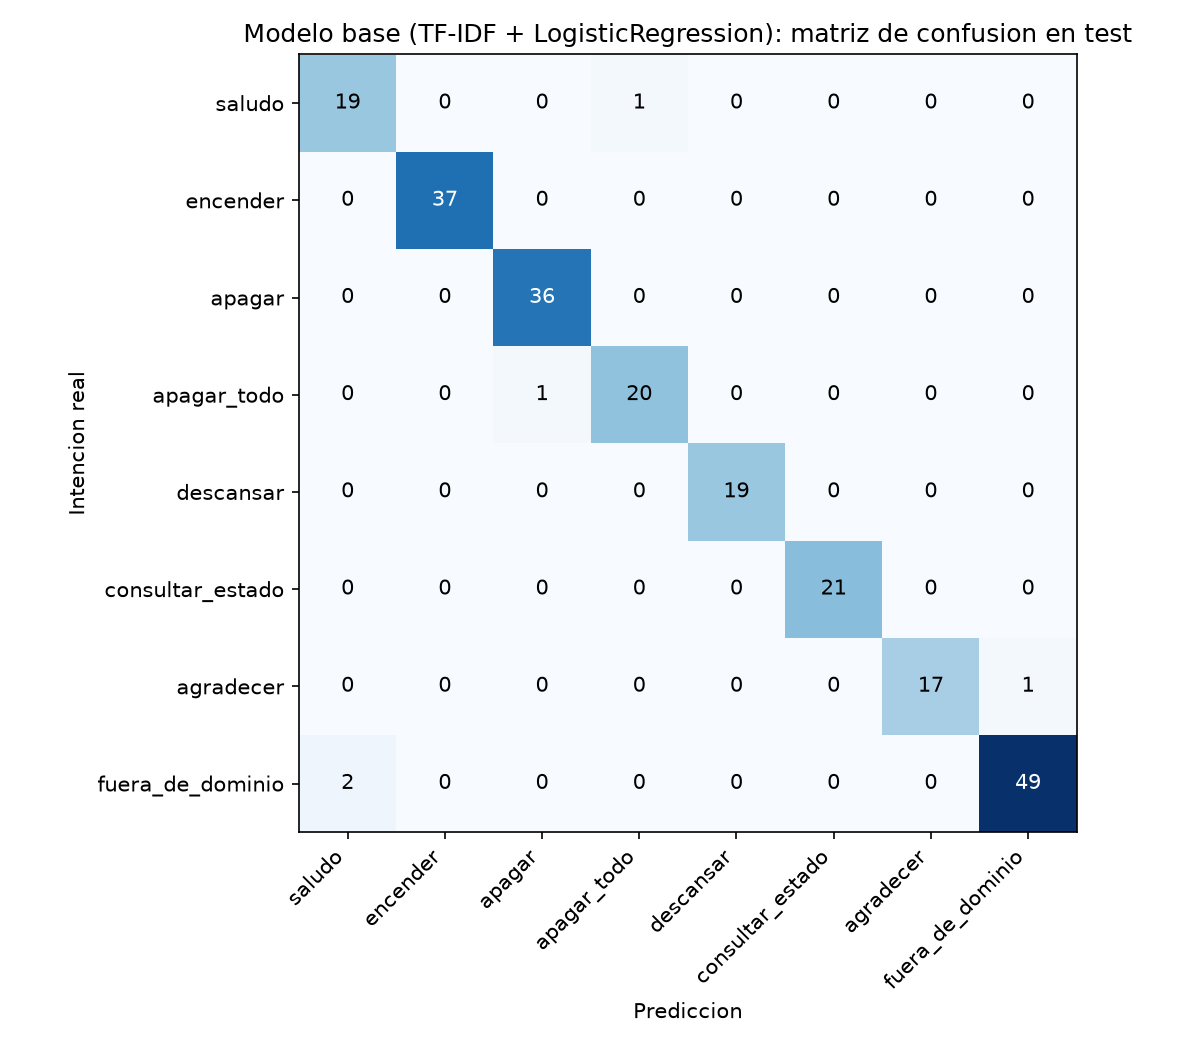 Modelo base (TF-IDF + LogisticRegression): matriz de confusion en test
saludo 19 0 0 1 0 0 0 0
encender 0 37 0 0 0 0 0 0
apagar 0 0 36 0 0 0 0 0
apagar_todo 0 0 1 20 0 0 0 0
descansar 0 0 0 0 19 0 0 0
consultar_estado 0 0 0 0 0 21 0 0
agradecer 0 0 0 0 0 0 17 1
fuera_de_dominio 2 0 0 0 0 0 0 49
Intencion real
saludo encender apagar apagar_todo descansar consultar_estado agradecer fuera_de_dominio
Prediccion